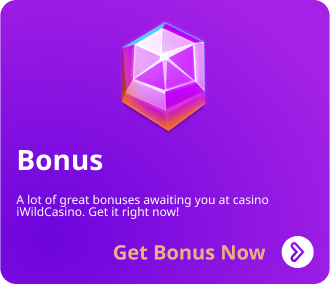 Bonus
A lot of great bonuses awaiting you at casino
iWildCasino. Get it right now!
Get Bonus Now